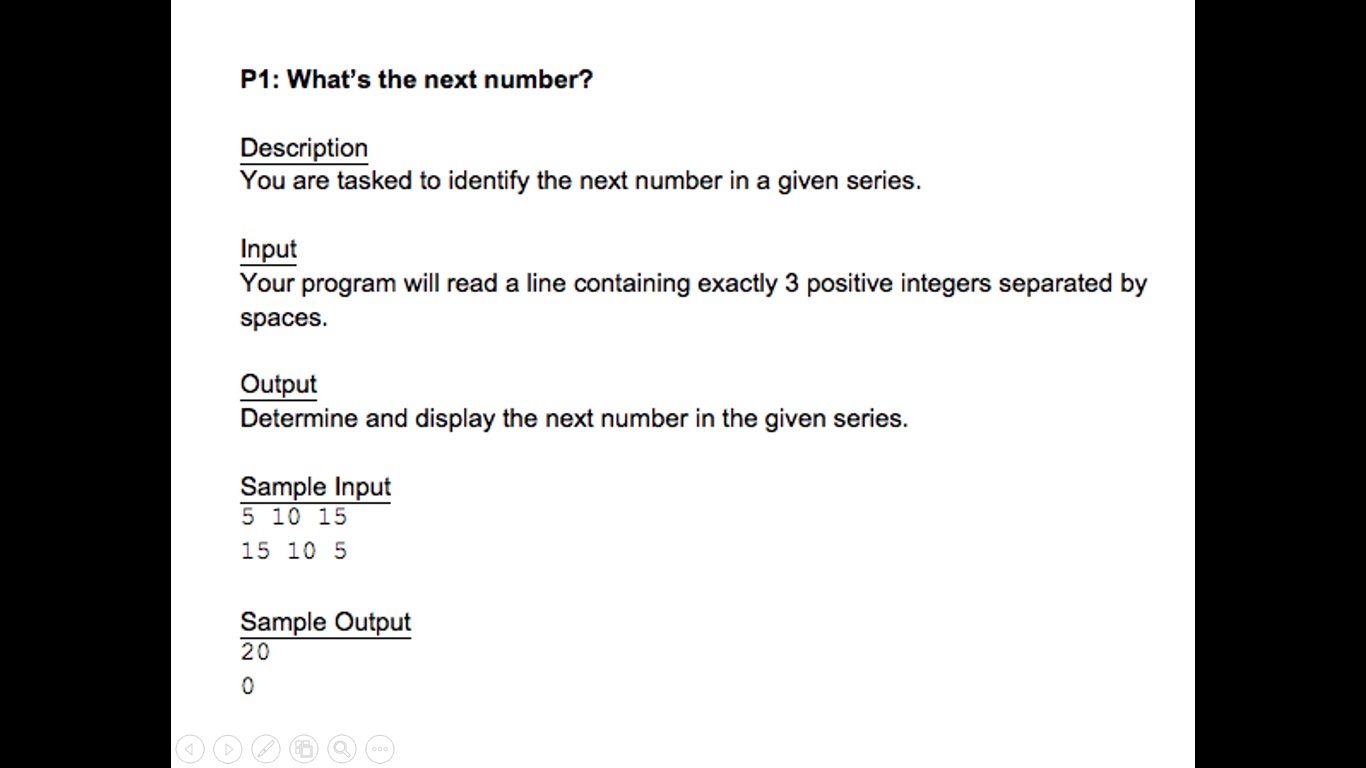 P1: What's the next number?
Description
You are tasked to identify the next number in a given series.
Input
Your program will read a line containing exactly 3 positive integers separated by
spaces.
Output
Determine and display the next number in the given series.
Sample Input
5 10 15
15 10 5
Sample Output
20
0